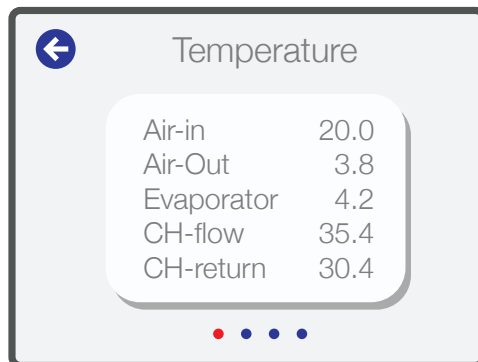 Temperature
Air-in 20.0
Air-Out 3.8
Evaporator 4.2
CH-flow 35.4
CH-return 30.4